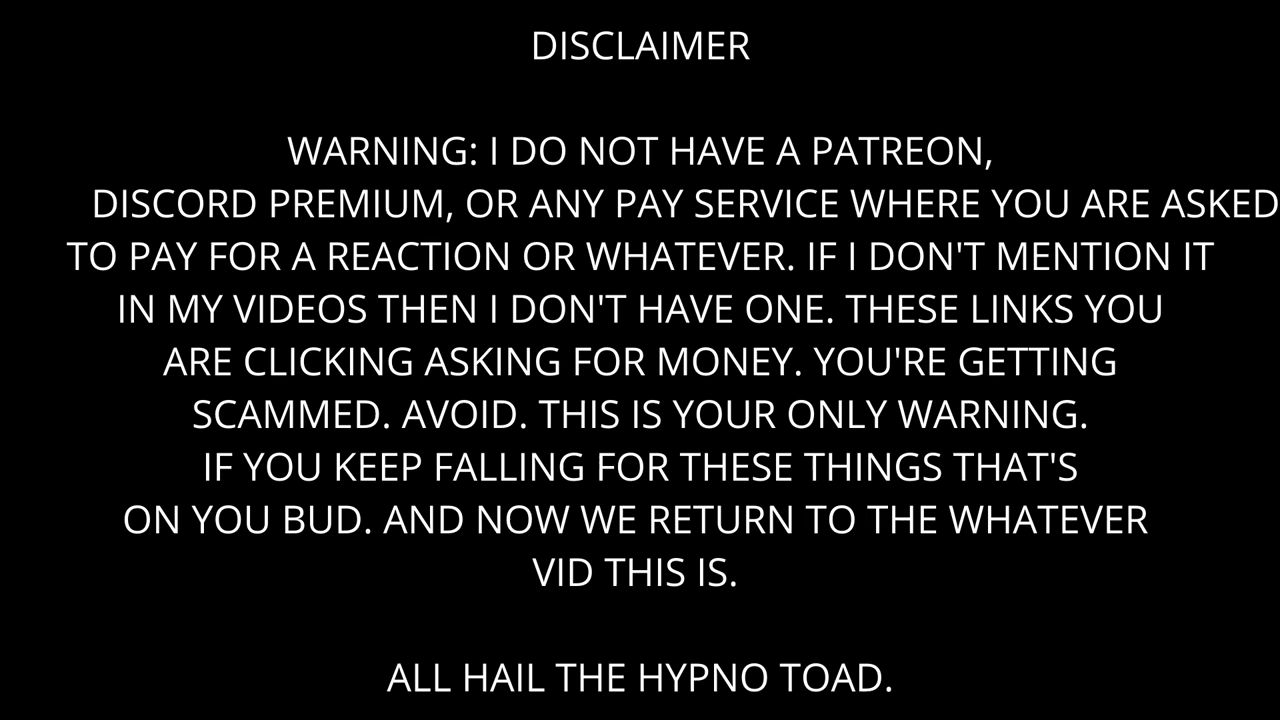 DISCLAIMER
WARNING: I DO NOT HAVE A PATREON,
DISCORD PREMIUM, OR ANY PAY SERVICE WHERE YOU ARE ASKED
TO PAY FOR A REACTION OR WHATEVER. IF I DON'T MENTION IT
IN MY VIDEOS THEN I DON'T HAVE ONE. THESE LINKS YOU
ARE CLICKING ASKING FOR MONEY. YOU'RE GETTING
SCAMMED. AVOID. THIS IS YOUR ONLY WARNING.
IF YOU KEEP FALLING FOR THESE THINGS THAT'S
ON YOU BUD. AND NOW WE RETURN TO THE WHATEVER
VID THIS IS.
ALL HAIL THE HYPNO TOAD.